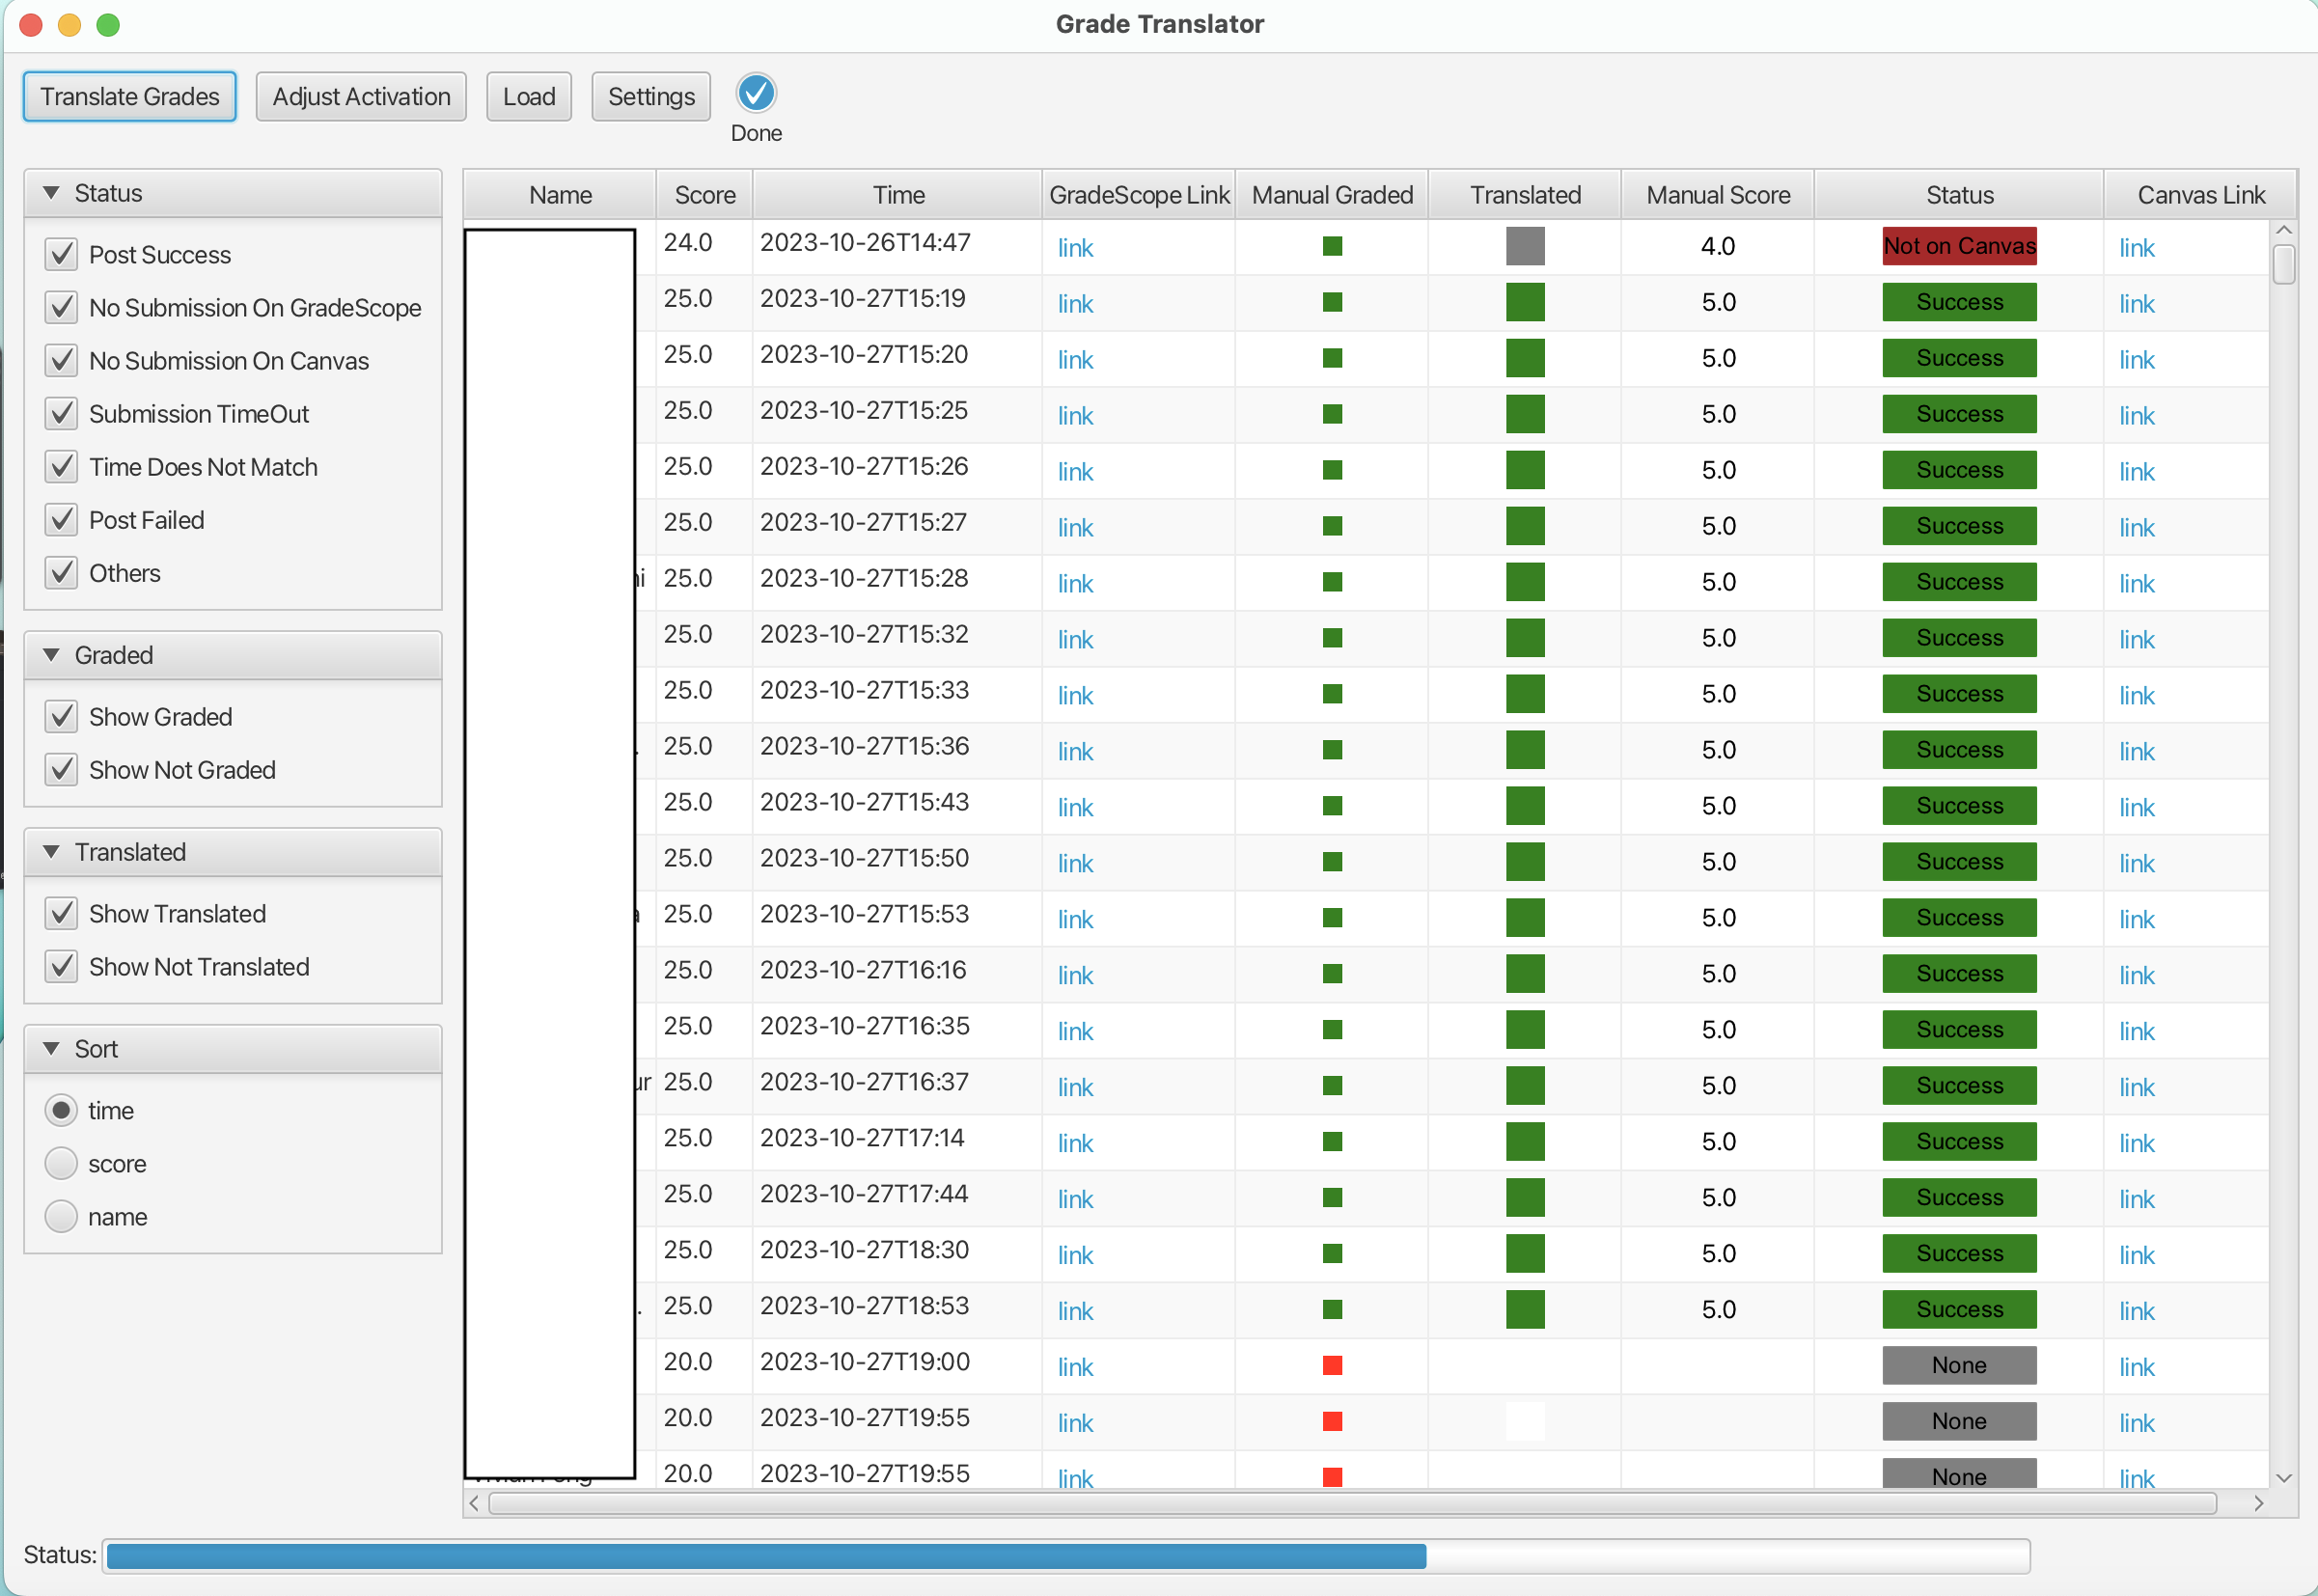 Grade Translator
Translate Grades Adjust Activation Load Settings
Done
Status
Post Success
No Submission On GradeScope
No Submission On Canvas
Submission TimeOut
Time Does Not Match
Post Failed
Others
Graded
Show Graded
Show Not Graded
Translated
Show Translated
Show Not Translated
Sort
time
score
name
Name Score Time GradeScope Link Manual Graded Translated Manual Score Status Canvas Link
24.0 2023-10-26T14:47 link 4.0 Not on Canvas link
25.0 2023-10-27T15:19 link 5.0 Success link
25.0 2023-10-27T15:20 link 5.0 Success link
25.0 2023-10-27T15:25 link 5.0 Success link
25.0 2023-10-27T15:26 link 5.0 Success link
25.0 2023-10-27T15:27 link 5.0 Success link
25.0 2023-10-27T15:28 link 5.0 Success link
25.0 2023-10-27T15:32 link 5.0 Success link
25.0 2023-10-27T15:33 link 5.0 Success link
25.0 2023-10-27T15:36 link 5.0 Success link
25.0 2023-10-27T15:43 link 5.0 Success link
25.0 2023-10-27T15:50 link 5.0 Success link
25.0 2023-10-27T15:53 link 5.0 Success link
25.0 2023-10-27T16:16 link 5.0 Success link
25.0 2023-10-27T16:35 link 5.0 Success link
25.0 2023-10-27T16:37 link 5.0 Success link
25.0 2023-10-27T17:14 link 5.0 Success link
25.0 2023-10-27T17:44 link 5.0 Success link
25.0 2023-10-27T18:30 link 5.0 Success link
25.0 2023-10-27T18:53 link 5.0 Success link
20.0 2023-10-27T19:00 link None link
20.0 2023-10-27T19:55 link None link
20.0 2023-10-27T19:55 link None link
Status: